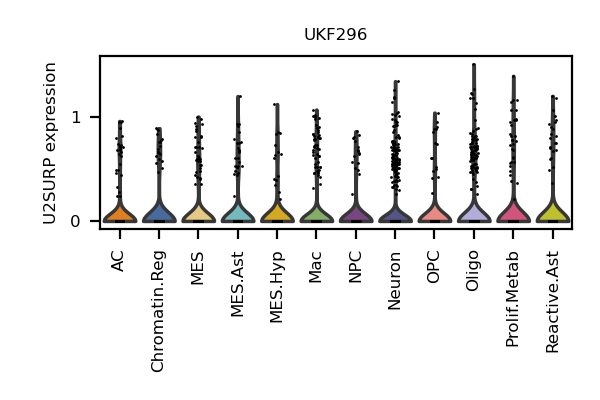 UKF296
U2SURP expression
1
0
AC
Chromatin.Reg
MES
MES.Ast
MES.Hyp
Mac
NPC
Neuron
OPC
Oligo
Prolif.Metab
Reactive.Ast